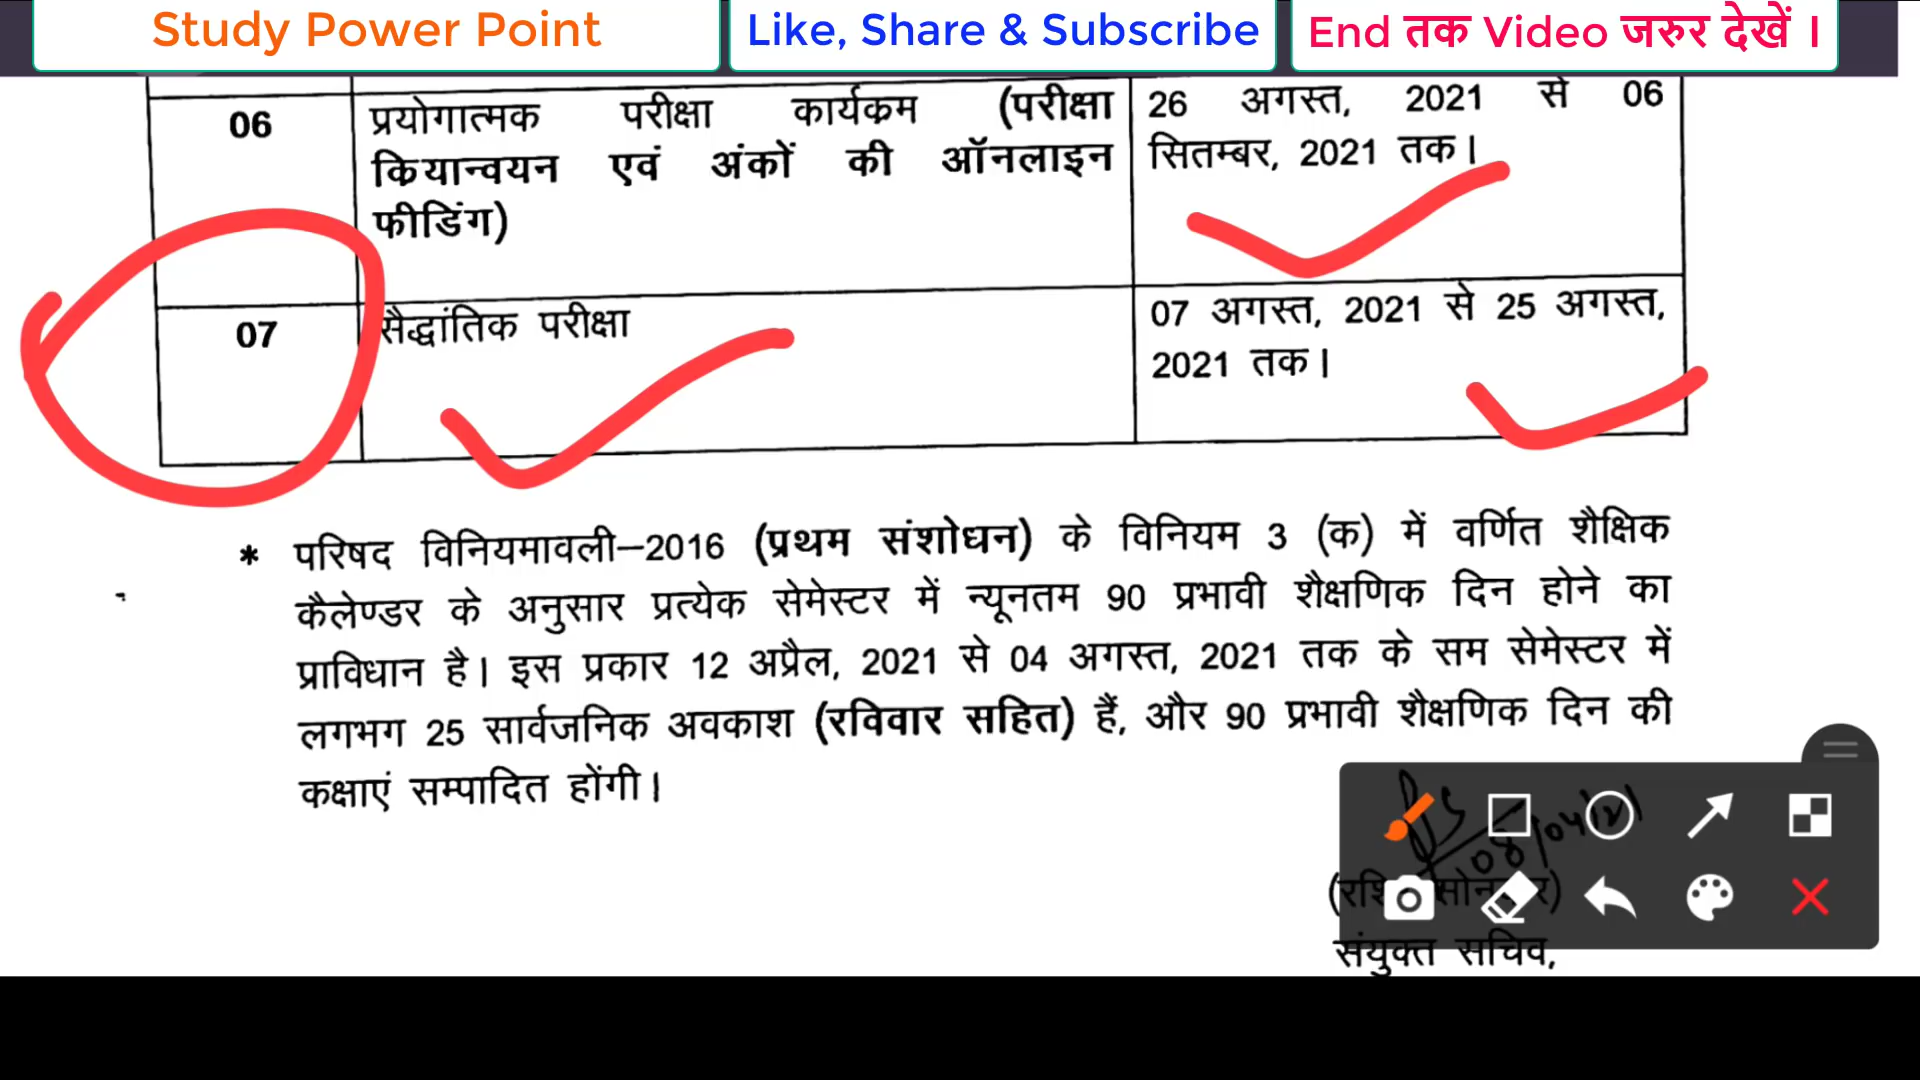 Study Power Point
Like, Share & Subscribe
End तक Video जरुर देखें ।
06
प्रयोगात्मक परीक्षा कार्यक्रम (परीक्षा
कियान्वयन एवं अंकों की ऑनलाइन
फीडिंग)
26 अगस्त, 2021 से 06
सितम्बर, 2021 तक।
07
सैद्धांतिक परीक्षा
07 अगस्त, 2021 से 25 अगस्त,
2021 तक।
* परिषद विनियमावली–2016 (प्रथम संशोधन) के विनियम 3 (क) में वर्णित शैक्षिक
कैलेण्डर के अनुसार प्रत्येक सेमेस्टर में न्यूनतम 90 प्रभावी शैक्षणिक दिन होने का
प्राविधान है। इस प्रकार 12 अप्रैल, 2021 से 04 अगस्त, 2021 तक के सम सेमेस्टर में
लगभग 25 सार्वजनिक अवकाश (रविवार सहित) हैं, और 90 प्रभावी शैक्षणिक दिन की
कक्षाएं सम्पादित होंगी।
08/04/21
संयुक्त सचिव,